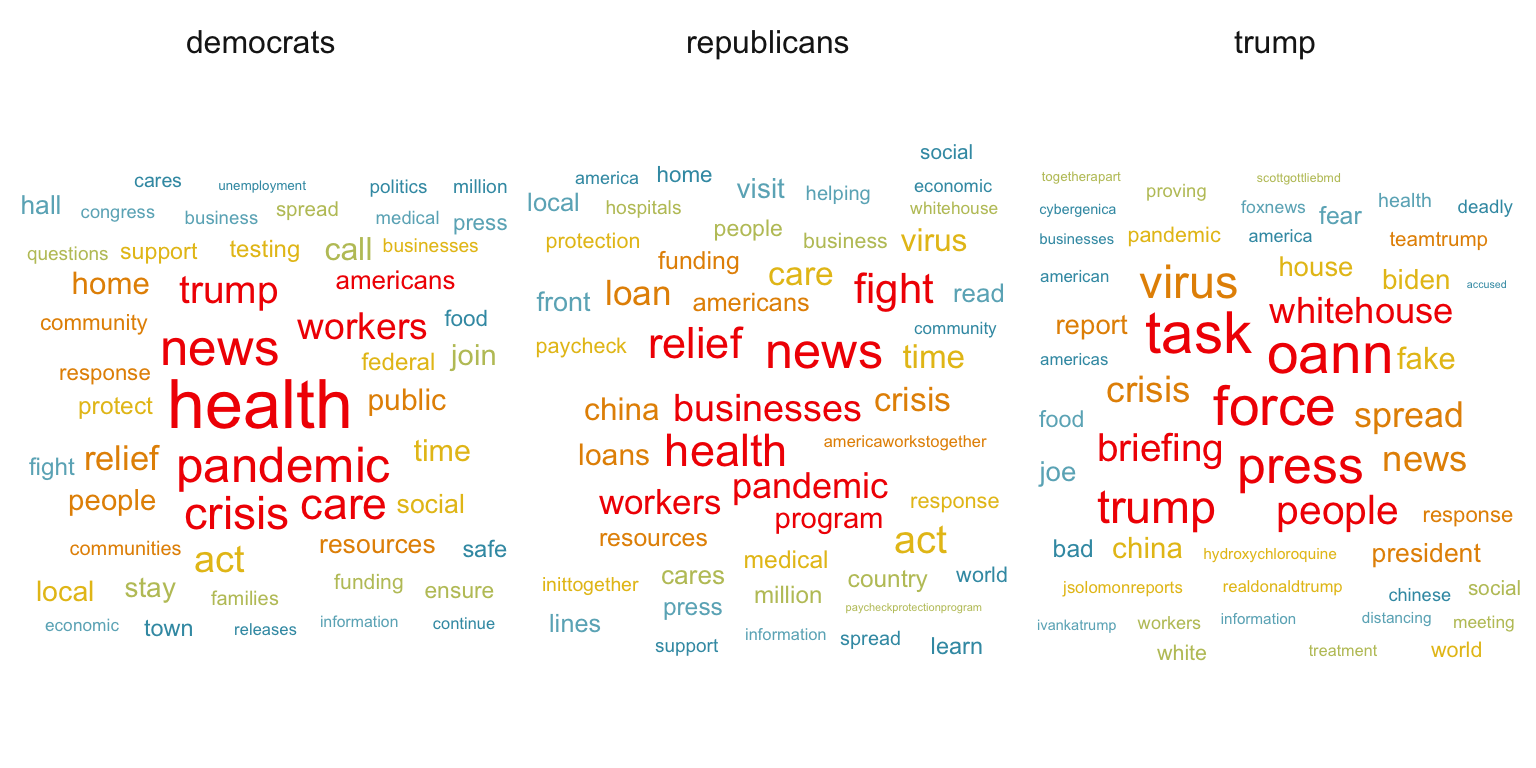 democrats
republicans
trump
cares unemployment politics million
hall congress business spread medical press
questions support testing call businesses
home trump americans
community workers food
news federal join
response
protect health public
fight relief pandemic time
people crisis care social
communities act resources safe
local stay families funding ensure
economic town releases information continue
social
america home visit helping economic
local hospitals whitehouse
protection people business virus
funding care
front loan americans fight read
community
paycheck relief news time
china businesses crisis
loans health americaworkstogether
workers pandemic response
program
resources act
inittogether cares medical country world
press million paycheckprotectionprogram
lines information spread learn
support
togetherapart proving scottgottliebmd
cybergenica foxnews fear health deadly
businesses pandemic america teamtrump
american virus house biden accused
report task whitehouse
americas oann fake
crisis force spread
food
joe briefing press news
trump people response
bad china hydroxychloroquine president
jsolomonreports realdonaldtrump chinese social
ivankatrump workers information distancing meeting
white treatment world